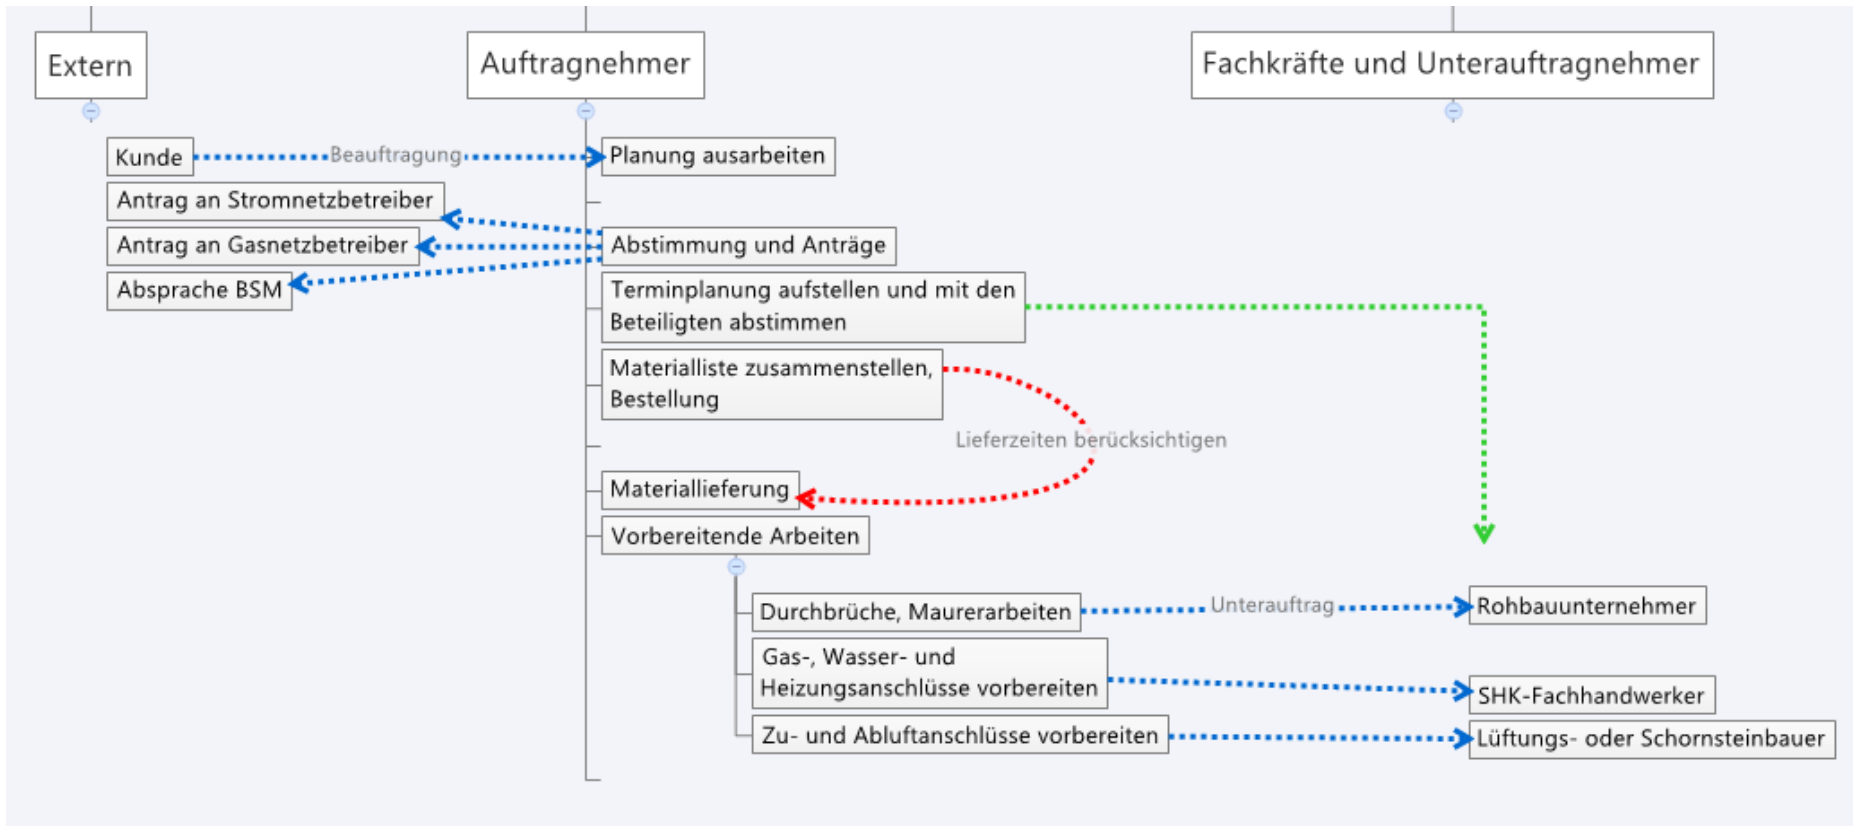 Extern
Auftragnehmer
Fachkräfte und Unterauftragnehmer
Kunde
Beauftragung
Planung ausarbeiten
Antrag an Stromnetzbetreiber
Antrag an Gasnetzbetreiber
Abstimmung und Anträge
Absprache BSM
Terminplanung aufstellen und mit den
Beteiligten abstimmen
Materialliste zusammenstellen,
Bestellung
Lieferzeiten berücksichtigen
Materiallieferung
Vorbereitende Arbeiten
Durchbrüche, Maurerarbeiten
Unterauftrag
Rohbauunternehmer
Gas-, Wasser- und
Heizungsanschlüsse vorbereiten
SHK-Fachhandwerker
Zu- und Abluftanschlüsse vorbereiten
Lüftungs- oder Schornsteinbauer